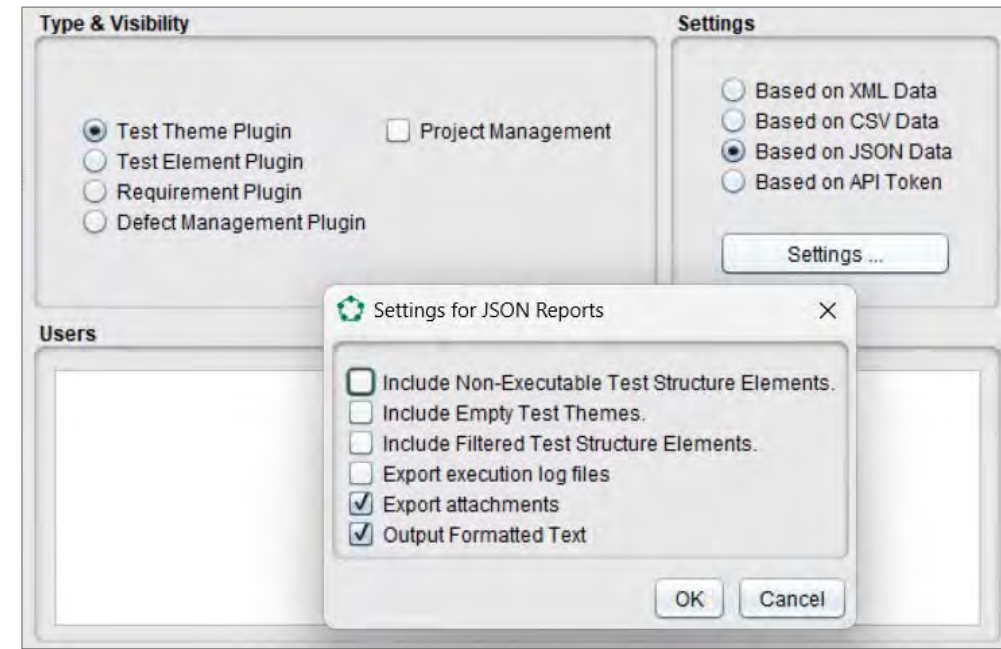 Type & Visibility
Test Theme Plugin
Project Management
Test Element Plugin
Requirement Plugin
Defect Management Plugin
Settings
Based on XML Data
Based on CSV Data
Based on JSON Data
Based on API Token
Settings ...
Users
Settings for JSON Reports
Include Non-Executable Test Structure Elements.
Include Empty Test Themes.
Include Filtered Test Structure Elements.
Export execution log files
Export attachments
Output Formatted Text
OK
Cancel